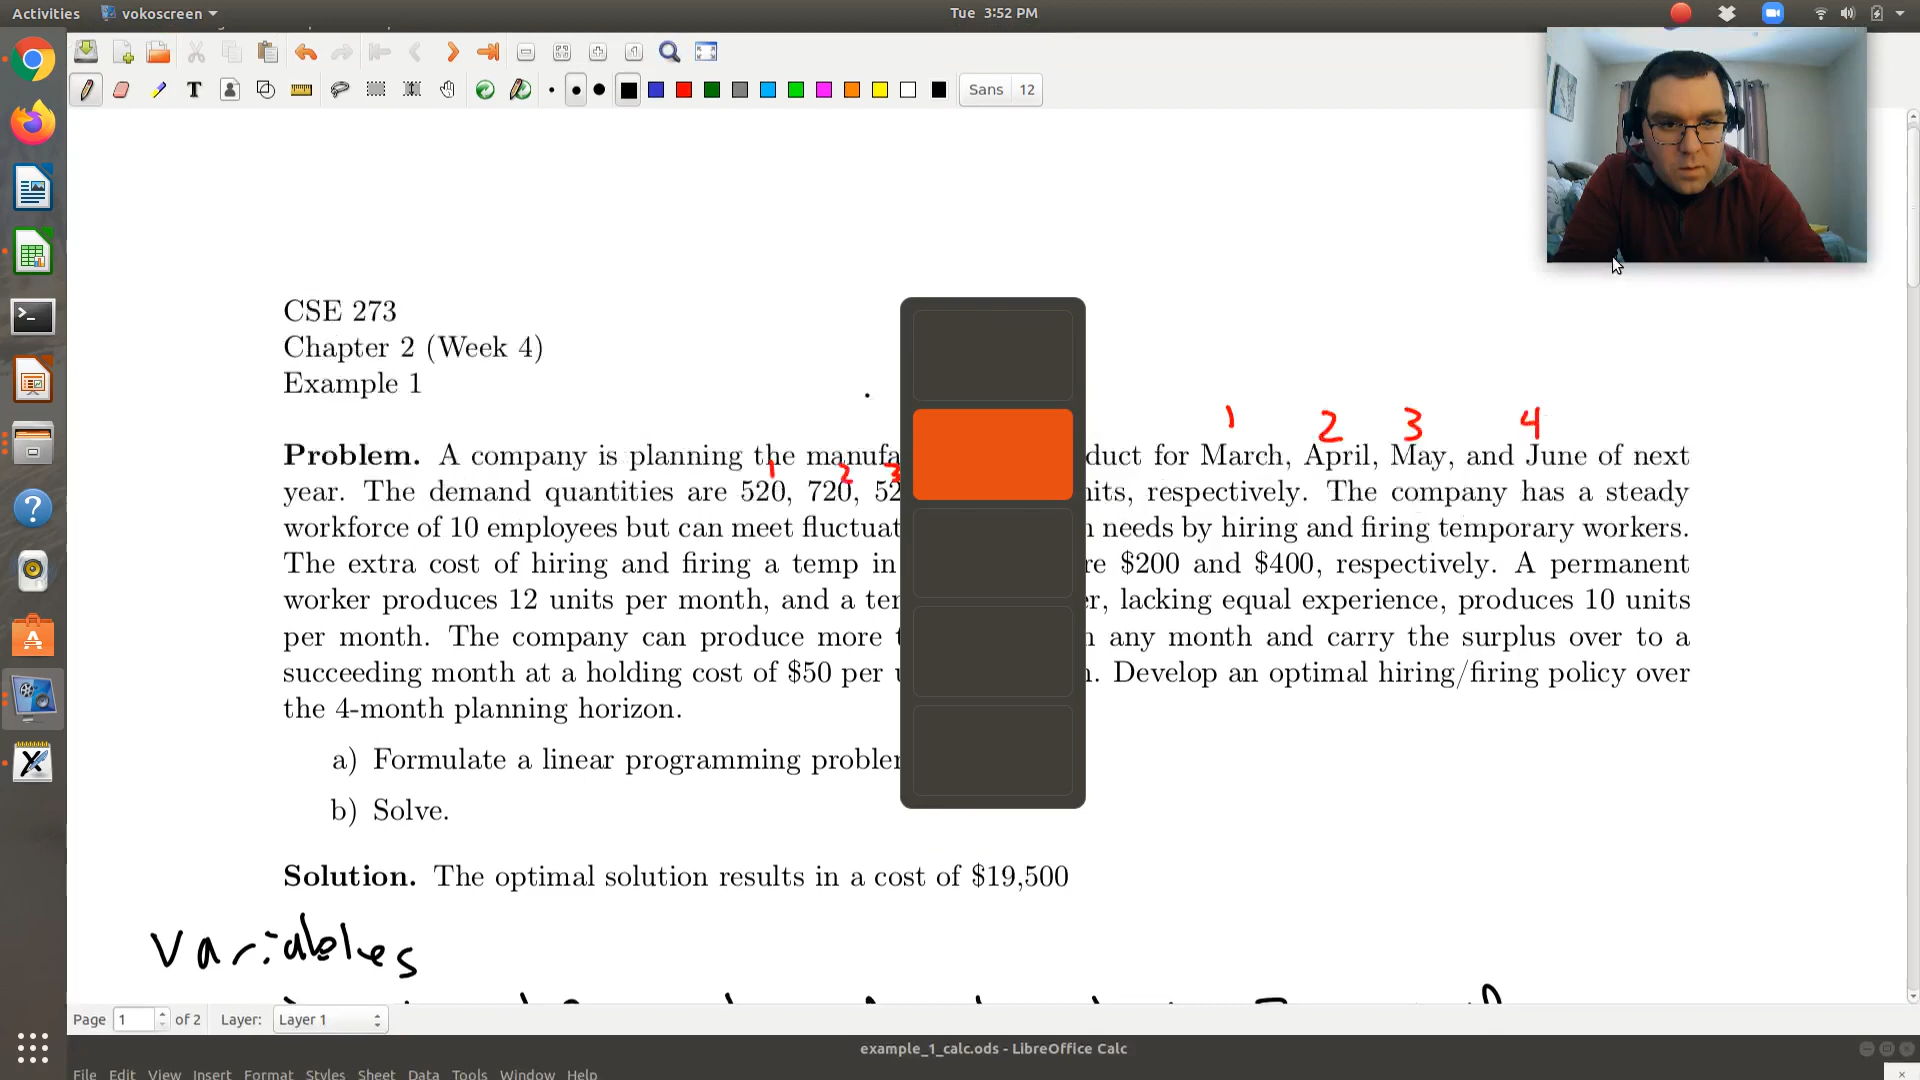 Activities vokoscreen Tue 3:52 PM
Sans 12
CSE 273
Chapter 2 (Week 4)
Example 1
1 2 3 4
Problem. A company is planning the manufa duct for March, April, May, and June of next
1 2 3
year. The demand quantities are 520, 720, 52 nits, respectively. The company has a steady
workforce of 10 employees but can meet fluctuat needs by hiring and firing temporary workers.
The extra cost of hiring and firing a temp in re $200 and $400, respectively. A permanent
worker produces 12 units per month, and a ter r, lacking equal experience, produces 10 units
per month. The company can produce more any month and carry the surplus over to a
succeeding month at a holding cost of $50 per . Develop an optimal hiring/firing policy over
the 4-month planning horizon.
a) Formulate a linear programming problem
b) Solve.
Solution. The optimal solution results in a cost of $19,500
Variables
Page 1 of 2 Layer: Layer 1
example_1_calc.ods - LibreOffice Calc
File Edit View Insert Format Styles Sheet Data Tools Window Help